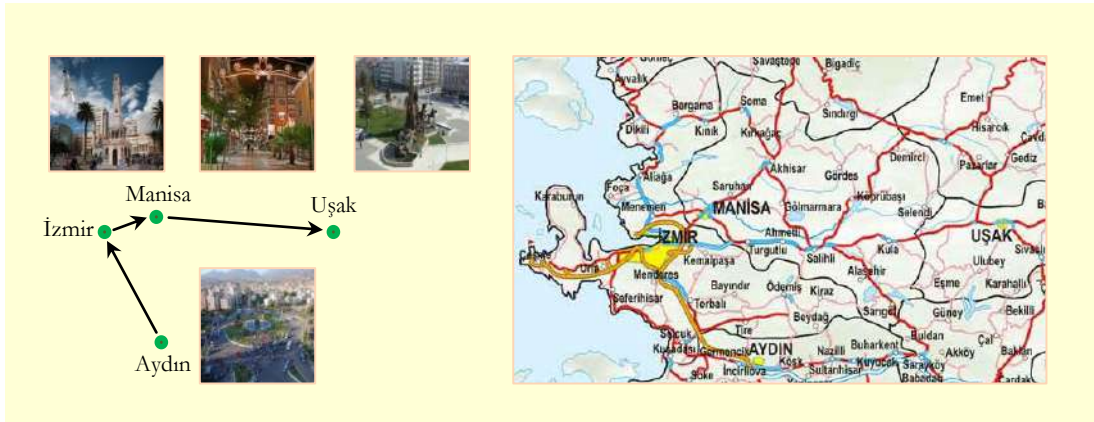 Manisa
İzmir
Uşak
Aydın
Ayvalık
Savaştepe
Bigadiç
Bergama
Soma
Sındırgı
Emet
Dikili
Kınık
Kırkağaç
Hisarcık
Demirci
Pazarlar
Gediz
Akhisar
Aliağa
Gördes
Foça
Saruhan
Karaburun
Köprübaşı
Menemen
MANİSA
Gölmarmara
Selendi
İZMİR
Ahmetli
UŞAK
Kemalpaşa
Turgutlu
Salihli
Kula
Urla
Ulubey
Menderes
Alaşehir
Bayındır
Ödemiş
Kiraz
Eşme
Karahallı
Seferihisar
Torbalı
Beydağ
Sarıgöl
Güney
Bekilli
Tire
Buldan
Çal
Selçuk
Kuşadası
Germencik
AYDIN
Köşk
Nazilli
Buharkent
Kuyucak
Sarayköy
Akköy
Söke
İncirliova
Sultanhisar
Babadağ